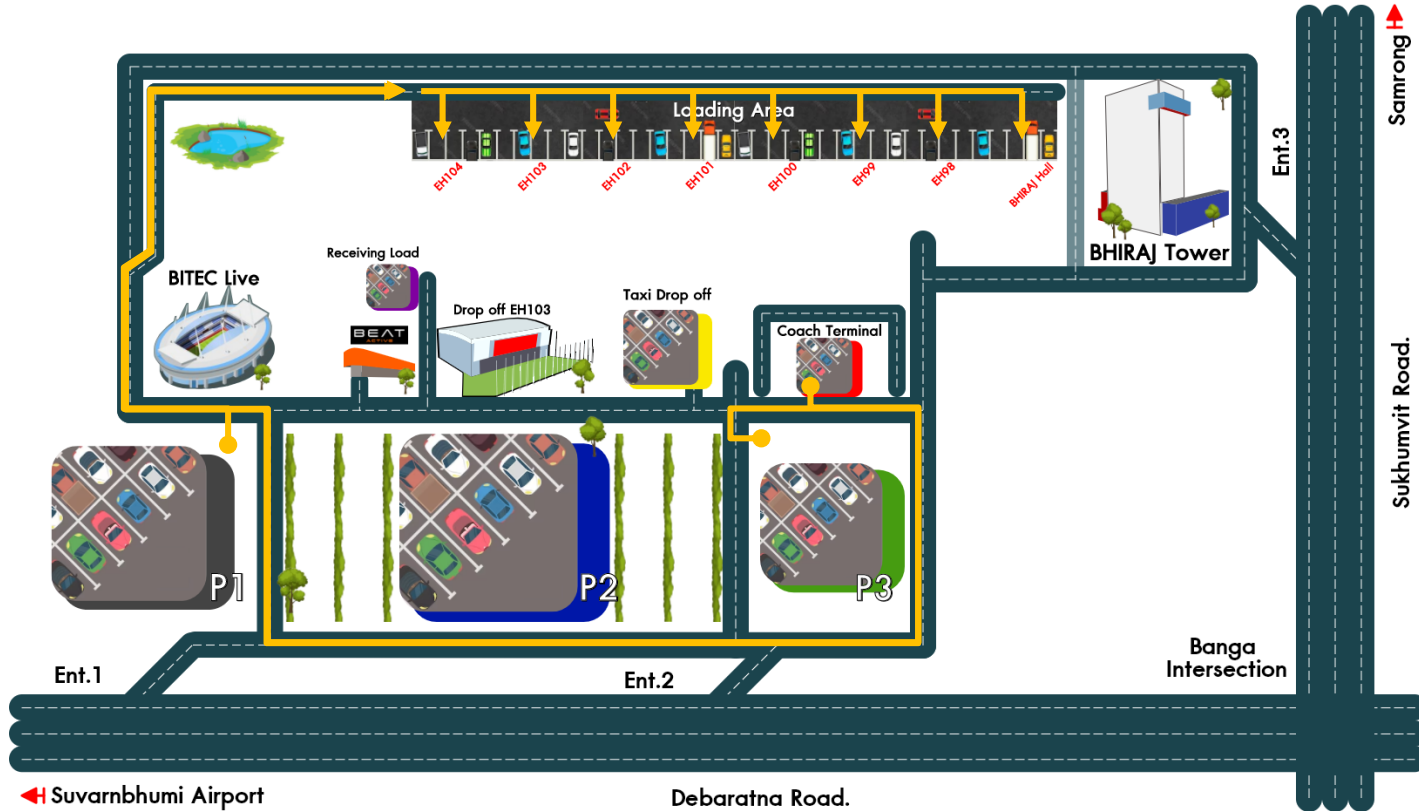 Samrong
Loading Area
Ent.3
EH104
EH103
EH102
EH101
EH100
EH99
EH98
BHIRAJ Hall
BHIRAJ Tower
Receiving Load
BITEC Live
Drop off EH103
Taxi Drop off
Coach Terminal
BEAT
ACTIVE
Sukhumvit Road.
P1
P2
P3
Ent.1
Ent.2
Banga
Intersection
Suvarnbhumi Airport
Debaratna Road.